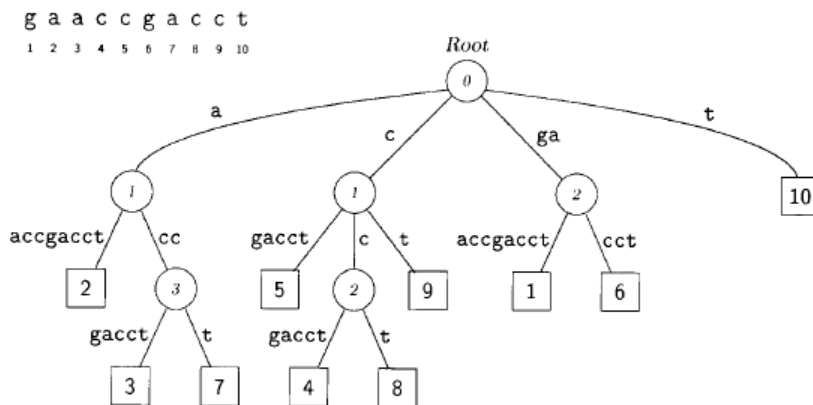 g a a c c g a c c t
1 2 3 4 5 6 7 8 9 10
Root
0
a
c
ga
t
1
1
2
10
accgacct
cc
gacct
c
t
accgacct
cct
2
3
5
2
9
1
6
gacct
t
gacct
t
3
7
4
8